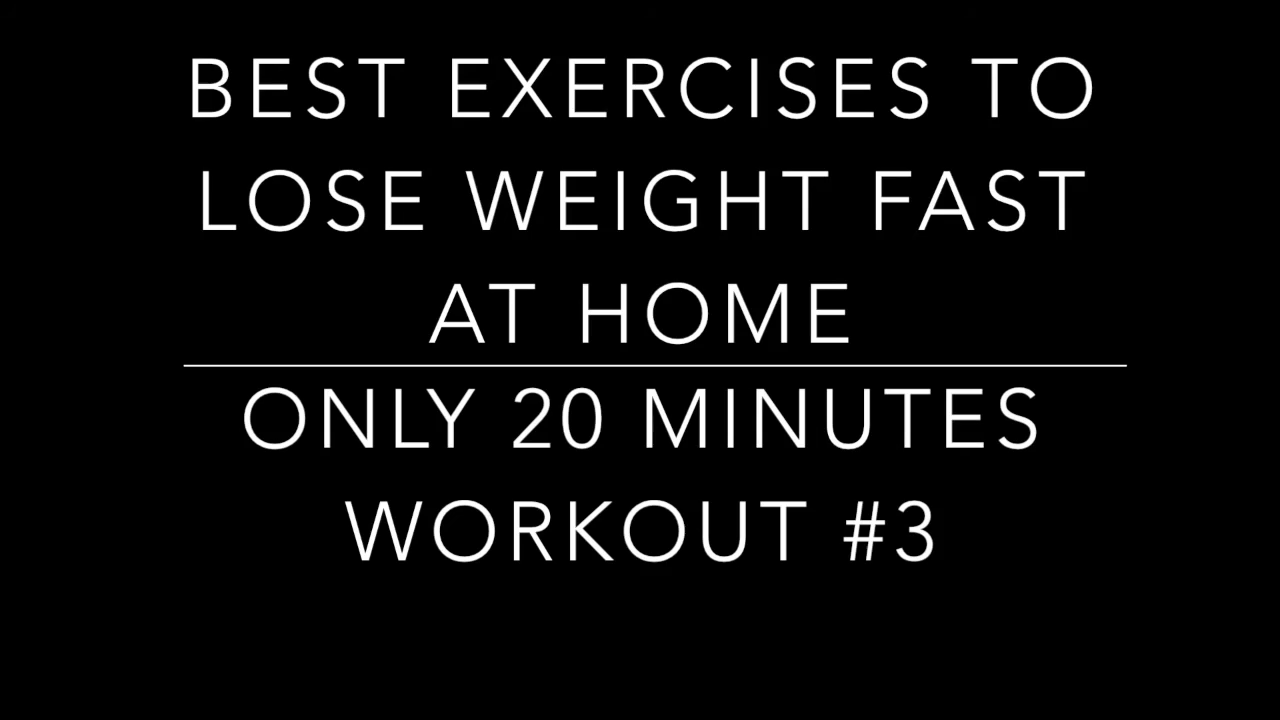 BEST EXERCISES TO
LOSE WEIGHT FAST
AT HOME
ONLY 20 MINUTES
WORKOUT #3